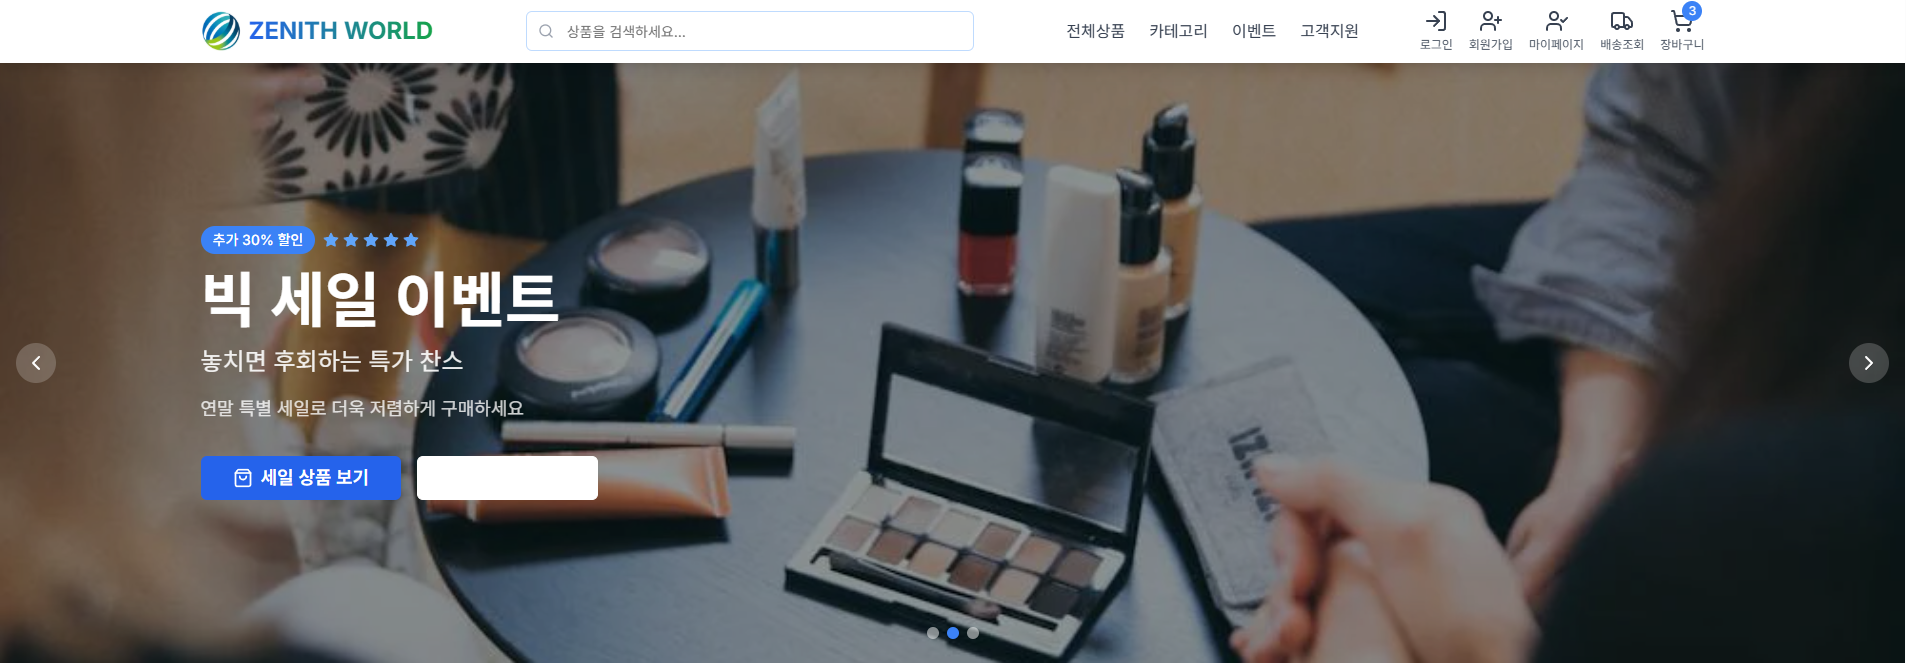 ZENITH WORLD
상품을 검색하세요...
전체상품 카테고리 이벤트 고객지원
로그인 회원가입 마이페이지 배송조회 장바구니
3
추가 30% 할인
빅 세일 이벤트
놓치면 후회하는 특가 찬스
연말 특별 세일로 더욱 저렴하게 구매하세요
세일 상품 보기